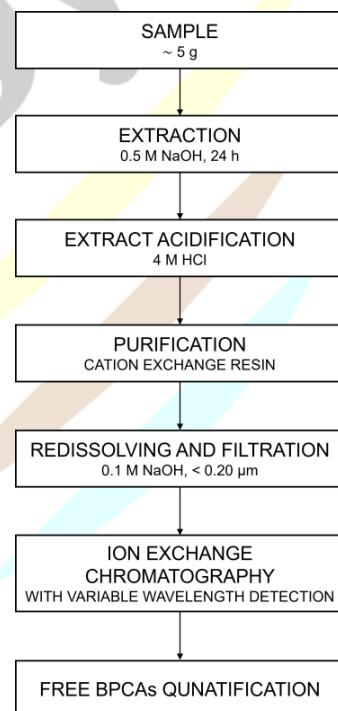 SAMPLE
~ 5 g
EXTRACTION
0.5 M NaOH, 24 h
EXTRACT ACIDIFICATION
4 M HCl
PURIFICATION
CATION EXCHANGE RESIN
REDISSOLVING AND FILTRATION
0.1 M NaOH, < 0.20 µm
ION EXCHANGE
CHROMATOGRAPHY
WITH VARIABLE WAVELENGTH DETECTION
FREE BPCAs QUNATIFICATION